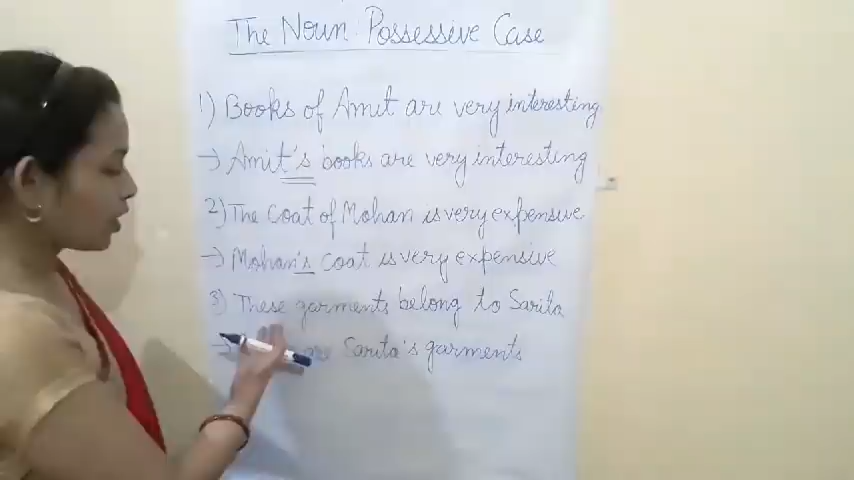 The Noun Possessive Case
1) Books of Amit are very interesting
→ Amit's books are very interesting
2) The Coat of Mohan is very expensive
→ Mohan's coat is very expensive
3) These garments belong to Sarita
→ are Sarita's garments